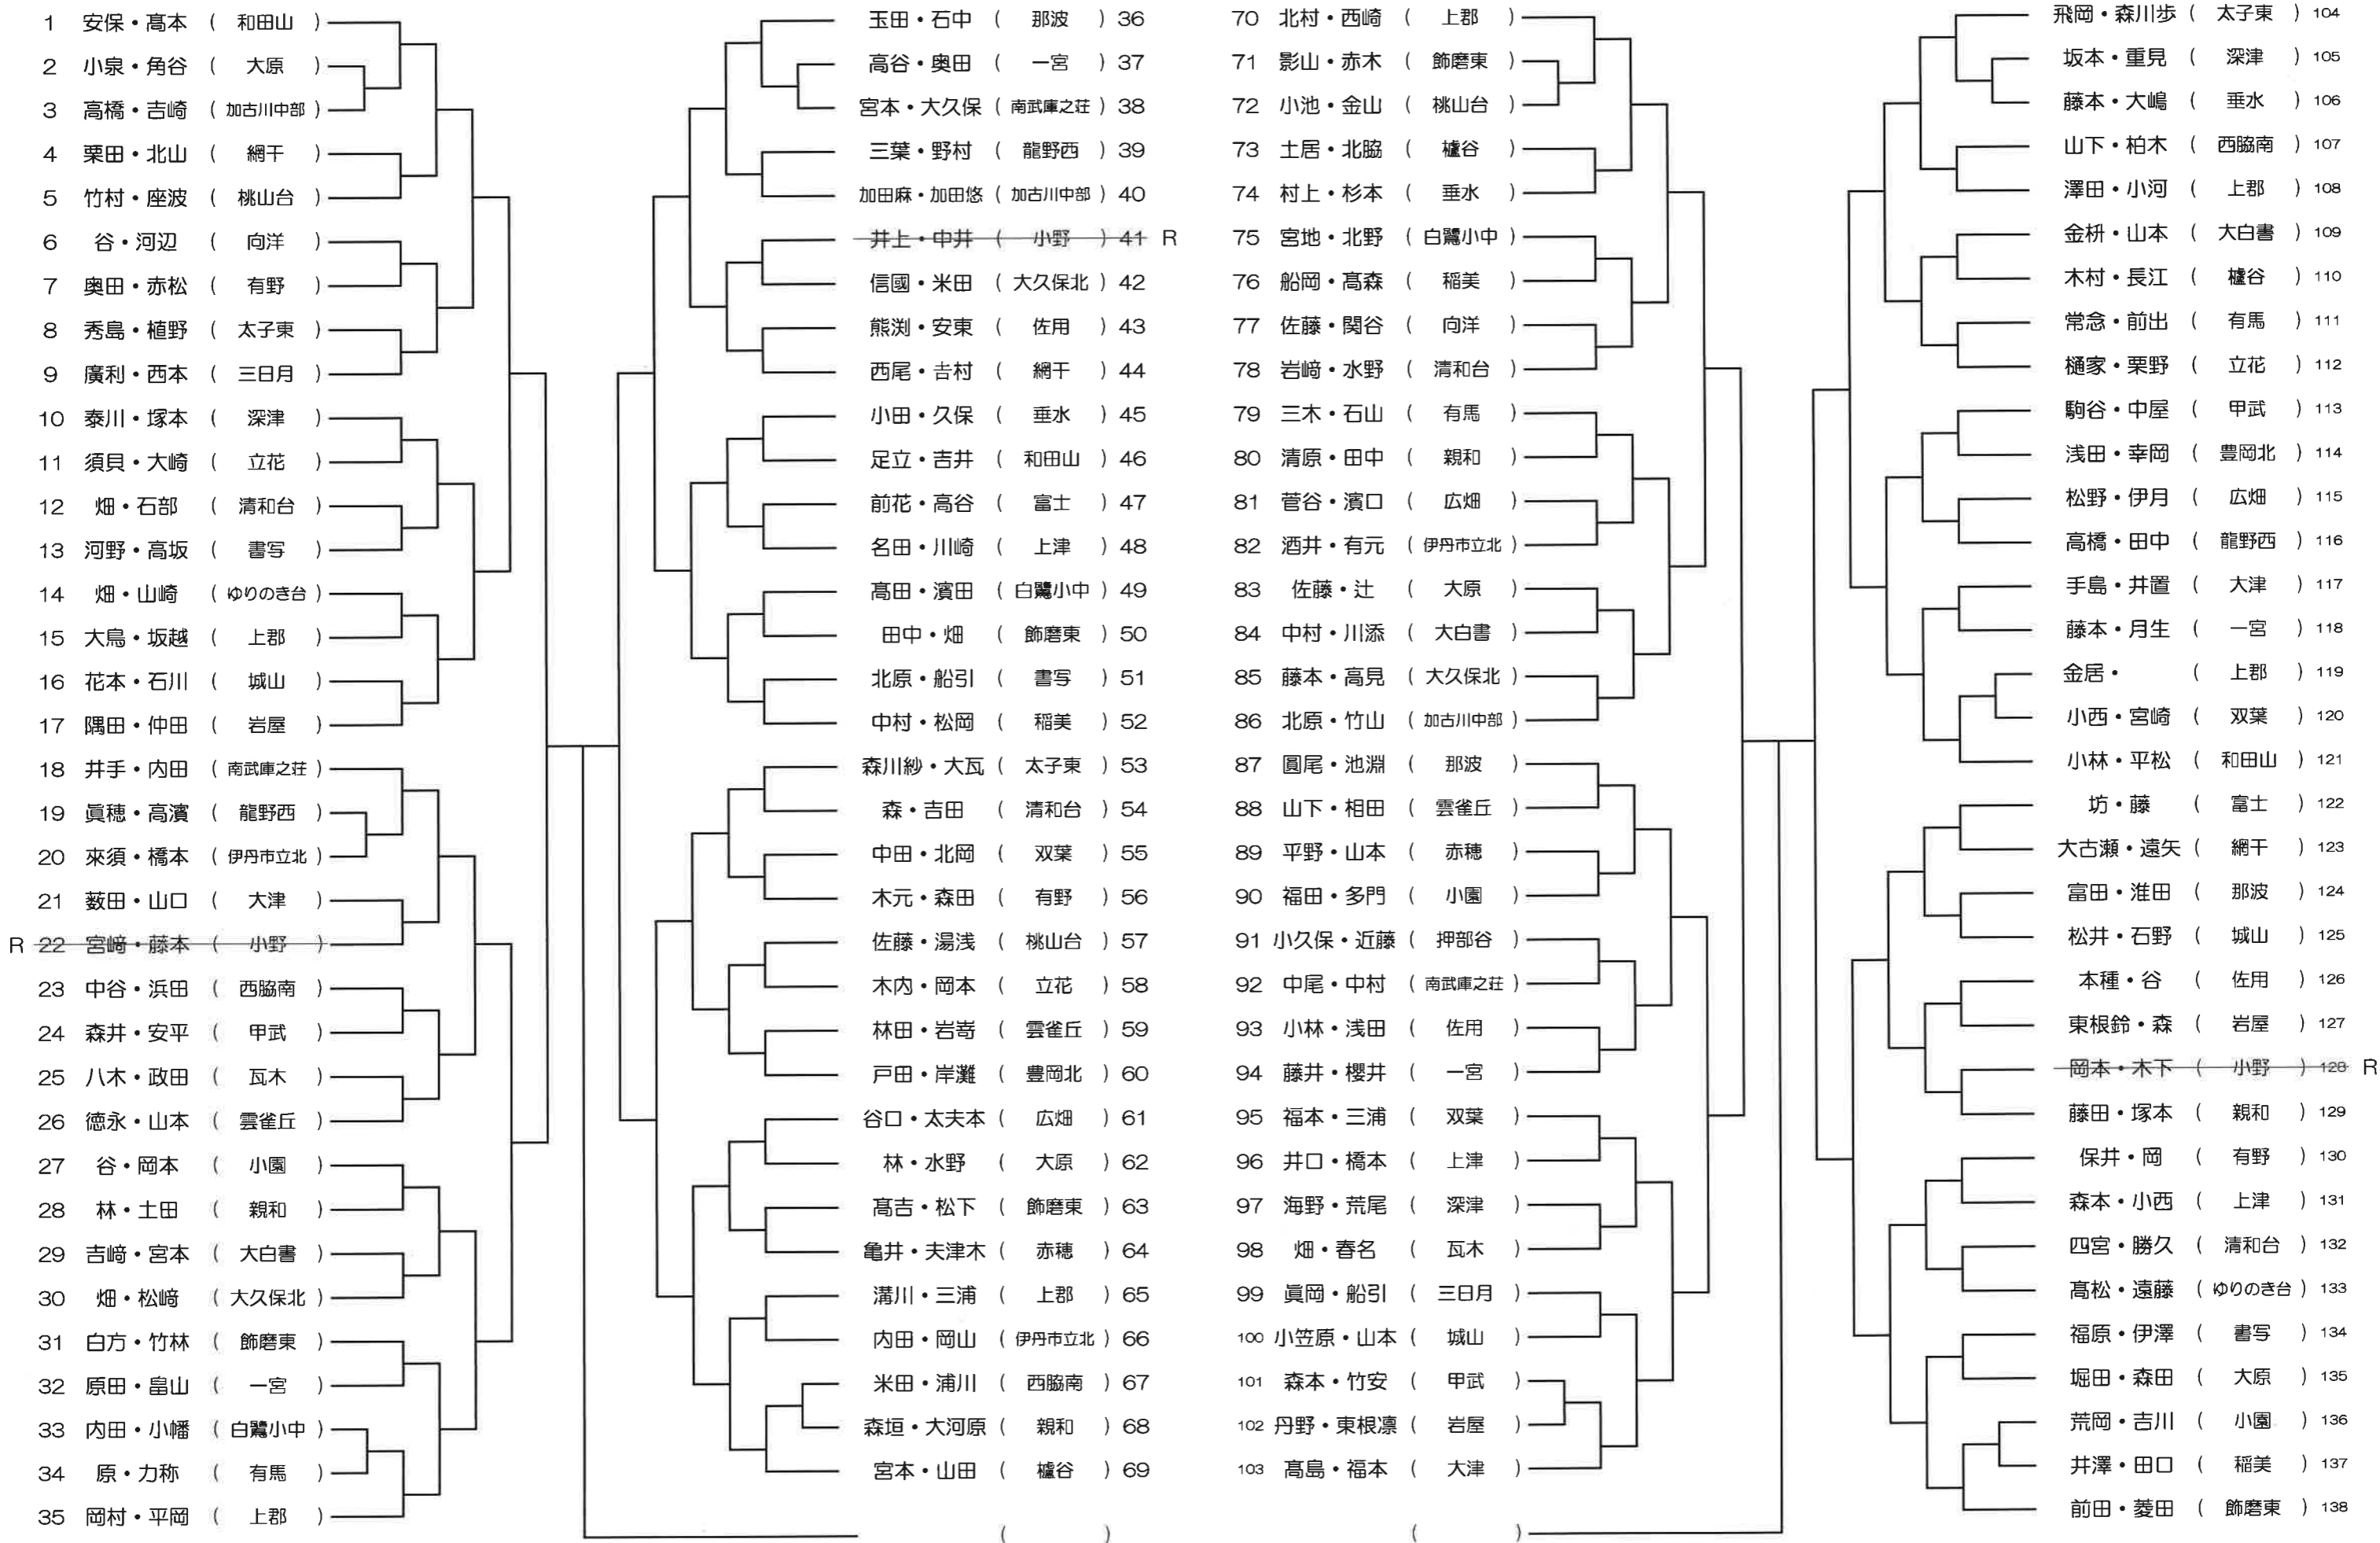 1 安保・髙本 ( 和田山 )
2 小泉・角谷 ( 大原 )
3 高橋・吉崎 ( 加古川中部 )
4 栗田・北山 ( 網干 )
5 竹村・座波 ( 桃山台 )
6 谷・河辺 ( 向洋 )
7 奥田・赤松 ( 有野 )
8 秀島・植野 ( 太子東 )
9 廣利・西本 ( 三日月 )
10 泰川・塚本 ( 深津 )
11 須貝・大崎 ( 立花 )
12 畑・石部 ( 清和台 )
13 河野・高坂 ( 書写 )
14 畑・山崎 ( ゆりのき台 )
15 大鳥・坂越 ( 上郡 )
16 花本・石川 ( 城山 )
17 隅田・仲田 ( 岩屋 )
18 井手・内田 ( 南武庫之荘 )
19 眞穂・高濱 ( 龍野西 )
20 來須・橋本 ( 伊丹市立北 )
21 薮田・山口 ( 大津 )
R 22 宮﨑・藤本 ( 小野 )
23 中谷・浜田 ( 西脇南 )
24 森井・安平 ( 甲武 )
25 八木・政田 ( 瓦木 )
26 徳永・山本 ( 雲雀丘 )
27 谷・岡本 ( 小園 )
28 林・土田 ( 親和 )
29 吉﨑・宮本 ( 大白書 )
30 畑・松﨑 ( 大久保北 )
31 白方・竹林 ( 飾磨東 )
32 原田・畠山 ( 一宮 )
33 内田・小幡 ( 白鷺小中 )
34 原・力称 ( 有馬 )
35 岡村・平岡 ( 上郡 )
玉田・石中 ( 那波 ) 36
高谷・奥田 ( 一宮 ) 37
宮本・大久保 ( 南武庫之荘 ) 38
三葉・野村 ( 龍野西 ) 39
加田麻・加田悠 ( 加古川中部 ) 40
井上・中井 ( 小野 ) 41 R
信國・米田 ( 大久保北 ) 42
熊渕・安東 ( 佐用 ) 43
西尾・𠮷村 ( 網干 ) 44
小田・久保 ( 垂水 ) 45
足立・吉井 ( 和田山 ) 46
前花・高谷 ( 富士 ) 47
名田・川崎 ( 上津 ) 48
髙田・濱田 ( 白鷺小中 ) 49
田中・畑 ( 飾磨東 ) 50
北原・船引 ( 書写 ) 51
中村・松岡 ( 稲美 ) 52
森川紗・大瓦 ( 太子東 ) 53
森・吉田 ( 清和台 ) 54
中田・北岡 ( 双葉 ) 55
木元・森田 ( 有野 ) 56
佐藤・湯浅 ( 桃山台 ) 57
木内・岡本 ( 立花 ) 58
林田・岩嵜 ( 雲雀丘 ) 59
戸田・岸灘 ( 豊岡北 ) 60
谷口・太夫本 ( 広畑 ) 61
林・水野 ( 大原 ) 62
髙吉・松下 ( 飾磨東 ) 63
亀井・夫津木 ( 赤穂 ) 64
溝川・三浦 ( 上郡 ) 65
内田・岡山 ( 伊丹市立北 ) 66
米田・浦川 ( 西脇南 ) 67
森垣・大河原 ( 親和 ) 68
宮本・山田 ( 櫨谷 ) 69
( )
70 北村・西崎 ( 上郡 )
71 影山・赤木 ( 飾磨東 )
72 小池・金山 ( 桃山台 )
73 土居・北脇 ( 櫨谷 )
74 村上・杉本 ( 垂水 )
75 宮地・北野 ( 白鷺小中 )
76 船岡・髙森 ( 稲美 )
77 佐藤・関谷 ( 向洋 )
78 岩﨑・水野 ( 清和台 )
79 三木・石山 ( 有馬 )
80 清原・田中 ( 親和 )
81 菅谷・濱口 ( 広畑 )
82 酒井・有元 ( 伊丹市立北 )
83 佐藤・辻 ( 大原 )
84 中村・川添 ( 大白書 )
85 藤本・高見 ( 大久保北 )
86 北原・竹山 ( 加古川中部 )
87 圓尾・池淵 ( 那波 )
88 山下・相田 ( 雲雀丘 )
89 平野・山本 ( 赤穂 )
90 福田・多門 ( 小園 )
91 小久保・近藤 ( 押部谷 )
92 中尾・中村 ( 南武庫之荘 )
93 小林・浅田 ( 佐用 )
94 藤井・櫻井 ( 一宮 )
95 福本・三浦 ( 双葉 )
96 井口・橋本 ( 上津 )
97 海野・荒尾 ( 深津 )
98 畑・春名 ( 瓦木 )
99 眞岡・船引 ( 三日月 )
100 小笠原・山本 ( 城山 )
101 森本・竹安 ( 甲武 )
102 丹野・東根凛 ( 岩屋 )
103 髙島・福本 ( 大津 )
( )
飛岡・森川歩 ( 太子東 ) 104
坂本・重見 ( 深津 ) 105
藤本・大嶋 ( 垂水 ) 106
山下・柏木 ( 西脇南 ) 107
澤田・小河 ( 上郡 ) 108
金枡・山本 ( 大白書 ) 109
木村・長江 ( 櫨谷 ) 110
常念・前出 ( 有馬 ) 111
樋家・栗野 ( 立花 ) 112
駒谷・中屋 ( 甲武 ) 113
浅田・幸岡 ( 豊岡北 ) 114
松野・伊月 ( 広畑 ) 115
高橋・田中 ( 龍野西 ) 116
手島・井置 ( 大津 ) 117
藤本・月生 ( 一宮 ) 118
金居・ ( 上郡 ) 119
小西・宮崎 ( 双葉 ) 120
小林・平松 ( 和田山 ) 121
坊・藤 ( 富士 ) 122
大古瀬・遠矢 ( 網干 ) 123
富田・淮田 ( 那波 ) 124
松井・石野 ( 城山 ) 125
本種・谷 ( 佐用 ) 126
東根鈴・森 ( 岩屋 ) 127
岡本・木下 ( 小野 ) 128 R
藤田・塚本 ( 親和 ) 129
保井・岡 ( 有野 ) 130
森本・小西 ( 上津 ) 131
四宮・勝久 ( 清和台 ) 132
髙松・遠藤 ( ゆりのき台 ) 133
福原・伊澤 ( 書写 ) 134
堀田・森田 ( 大原 ) 135
荒岡・吉川 ( 小園 ) 136
井澤・田口 ( 稲美 ) 137
前田・菱田 ( 飾磨東 ) 138